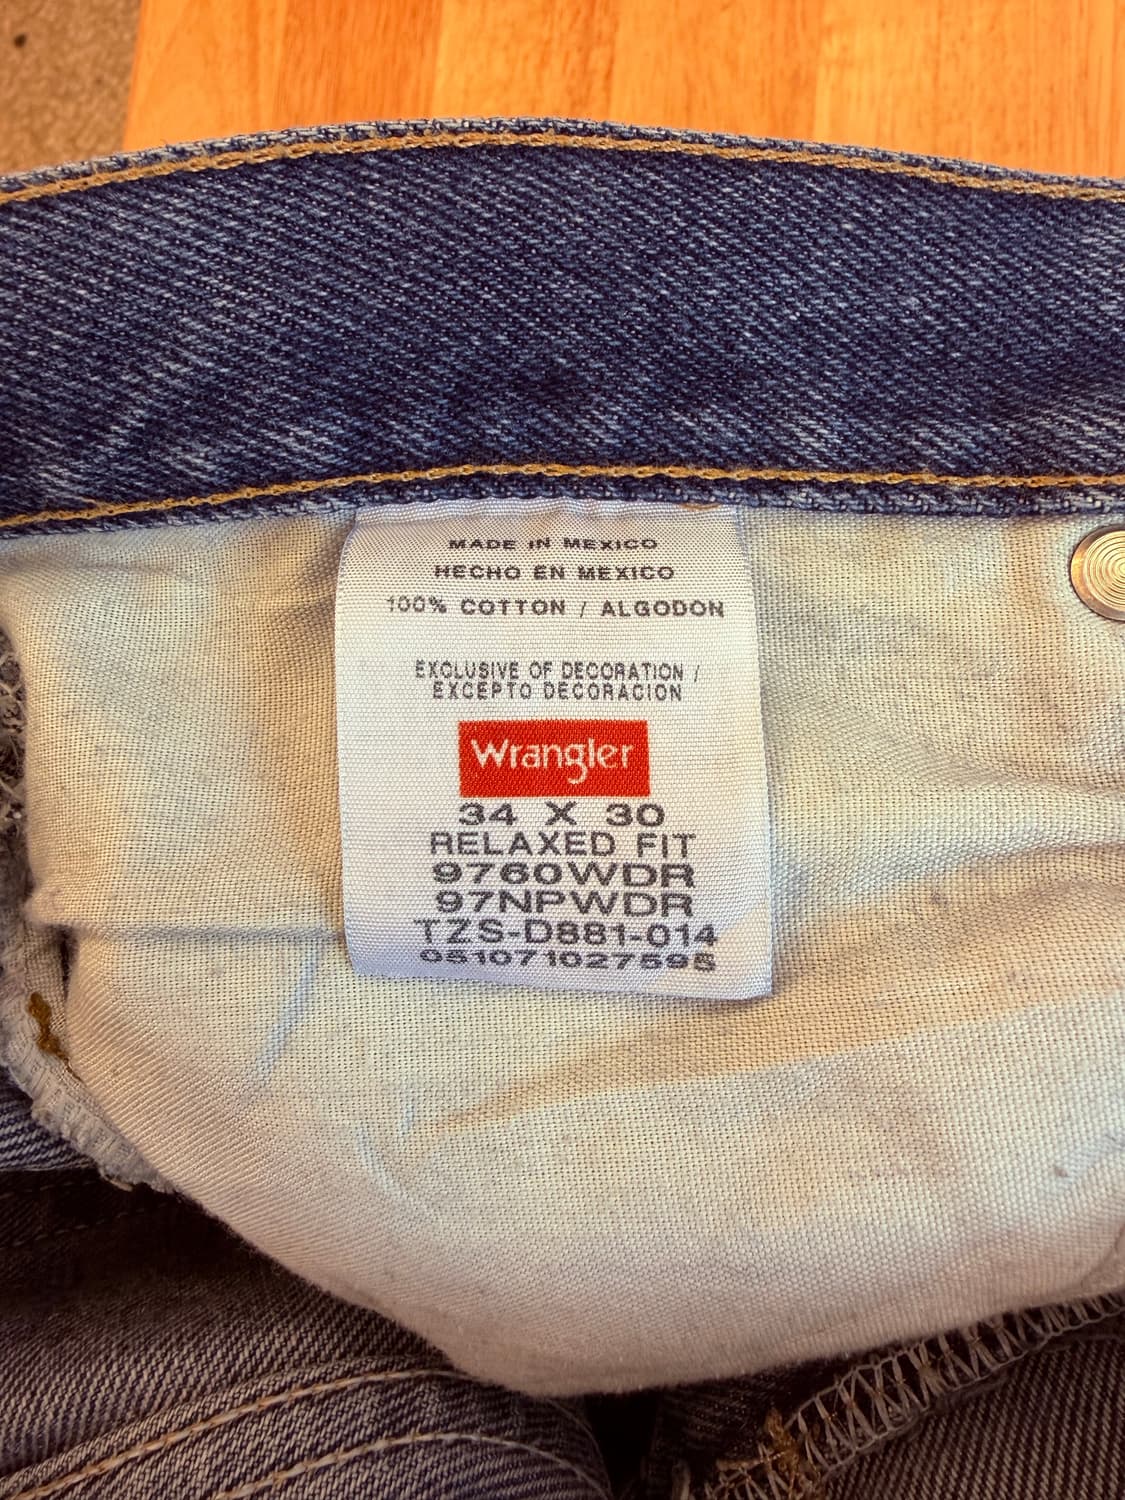 MADE IN MEXICO
HECHO EN MEXICO
100% COTTON / ALGODON
EXCLUSIVE OF DECORATION /
EXCEPTO DECORACION
Wrangler
34 X 30
RELAXED FIT
9760WDR
97NPWDR
TZS-D881-014
051071027595